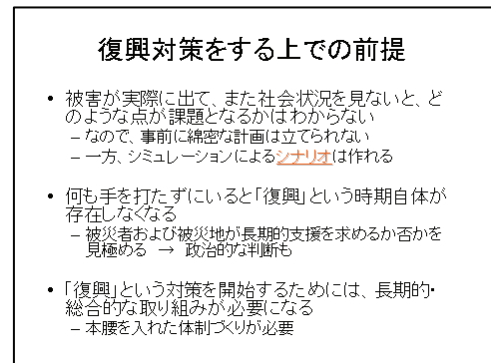 復興対策をする上での前提
• 被害が実際に出て、また社会状況を見ないと、ど
のような点が課題となるかはわからない
– なので、事前に綿密な計画は立てられない
– 一方、シミュレーションによるシナリオは作れる
• 何も手を打たずにいると「復興」という時期自体が
存在しなくなる
– 被災者および被災地が長期的支援を求めるか否かを
見極める → 政治的な判断も
• 「復興」という対策を開始するためには、長期的・
総合的な取り組みが必要になる
– 本腰を入れた体制づくりが必要